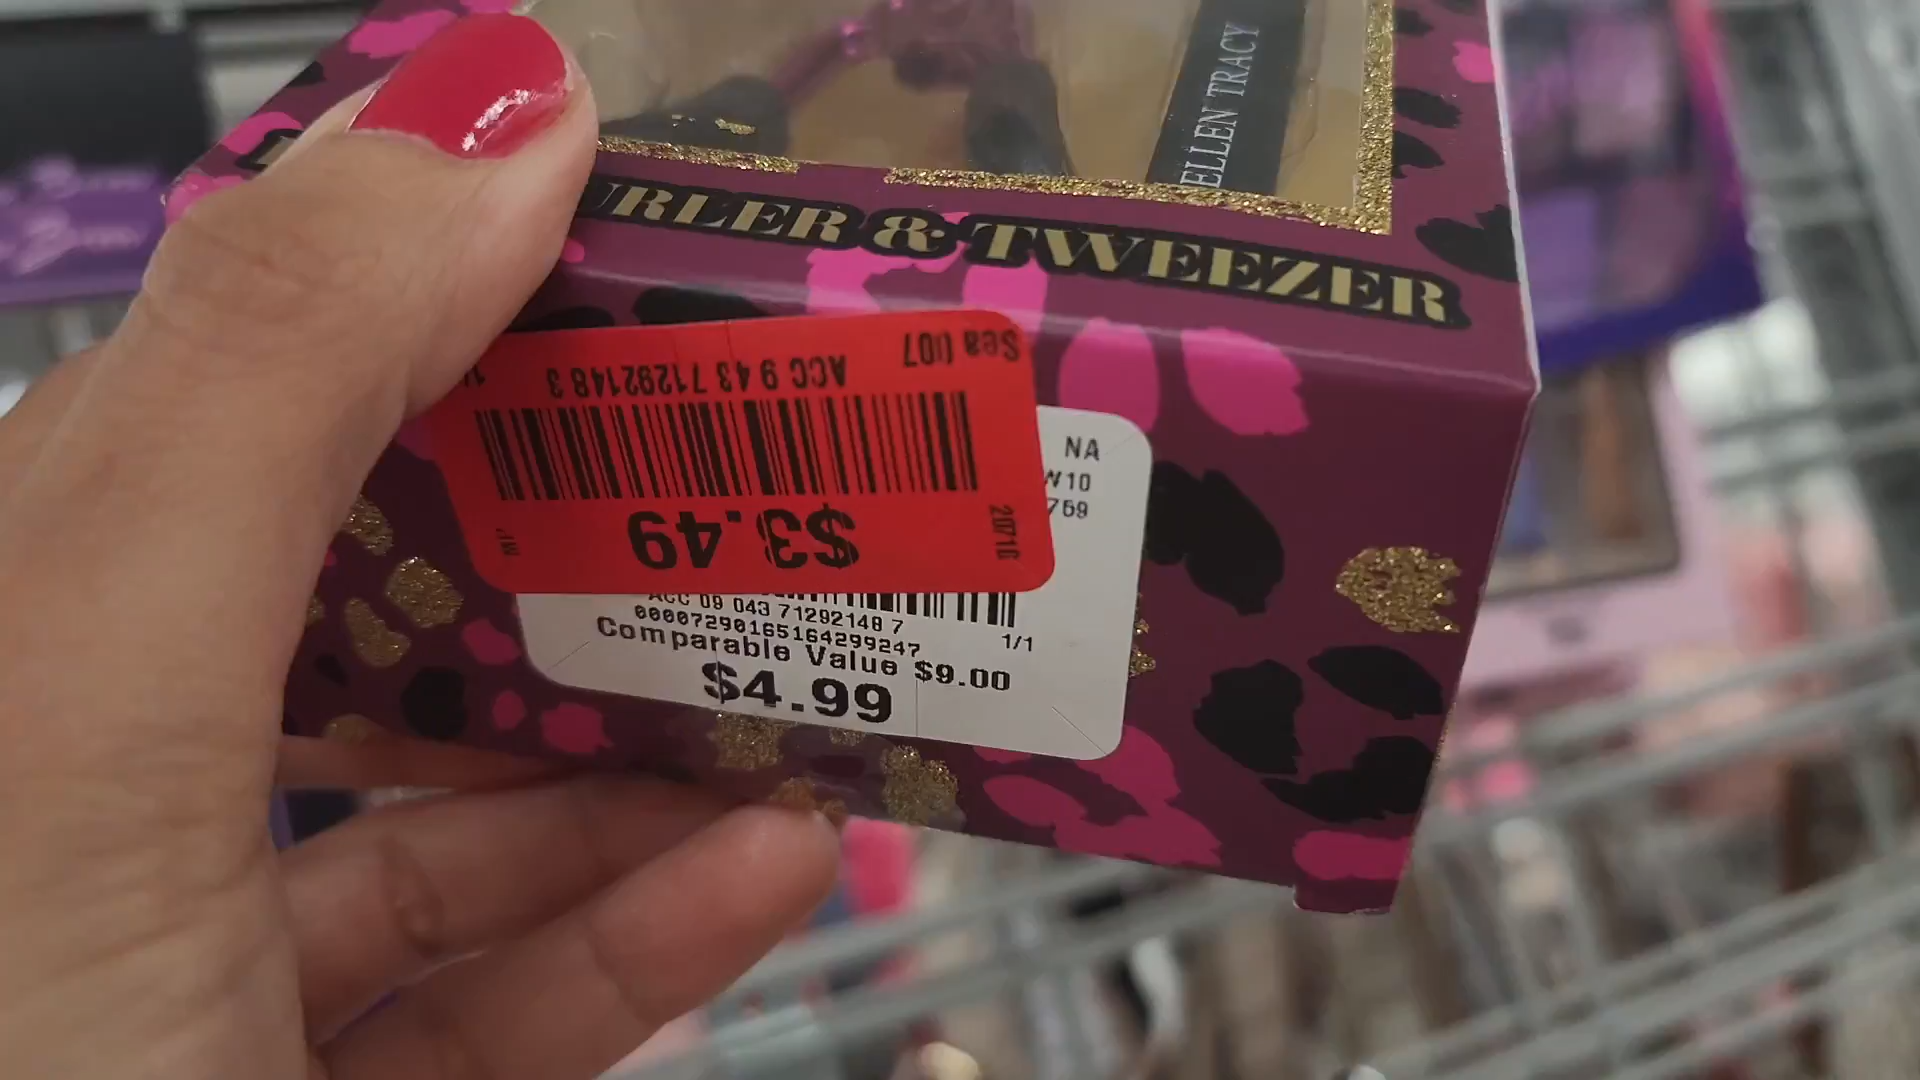 ELLEN TRACY
URLER & TWEEZER
Sea 007
ACC 9 43 71292148 3
$3.49
20716
NA
W10
759
ACC 09 043 71292148 7
00007290165164299247
1/1
Comparable Value $9.00
$4.99